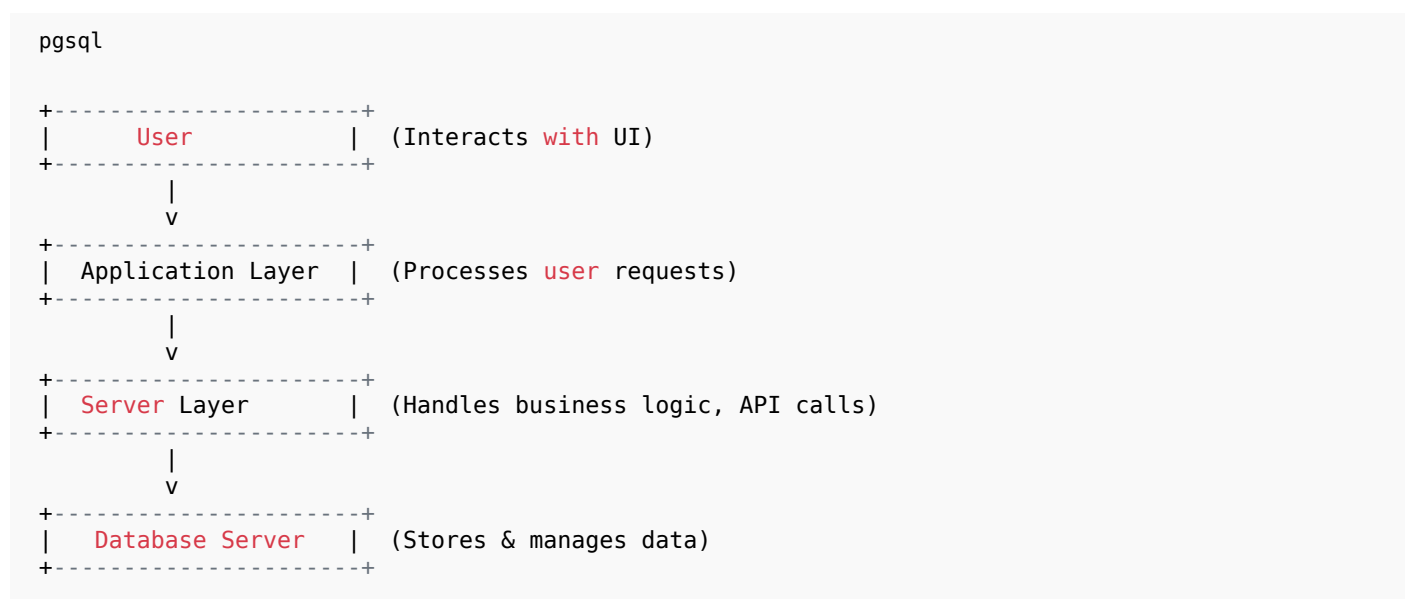 pgsql
+----------------------+
|      User           |  (Interacts with UI)
+----------------------+
         |
         v
+----------------------+
|  Application Layer  |  (Processes user requests)
+----------------------+
         |
         v
+----------------------+
|  Server Layer       |  (Handles business logic, API calls)
+----------------------+
         |
         v
+----------------------+
|   Database Server   |  (Stores & manages data)
+----------------------+